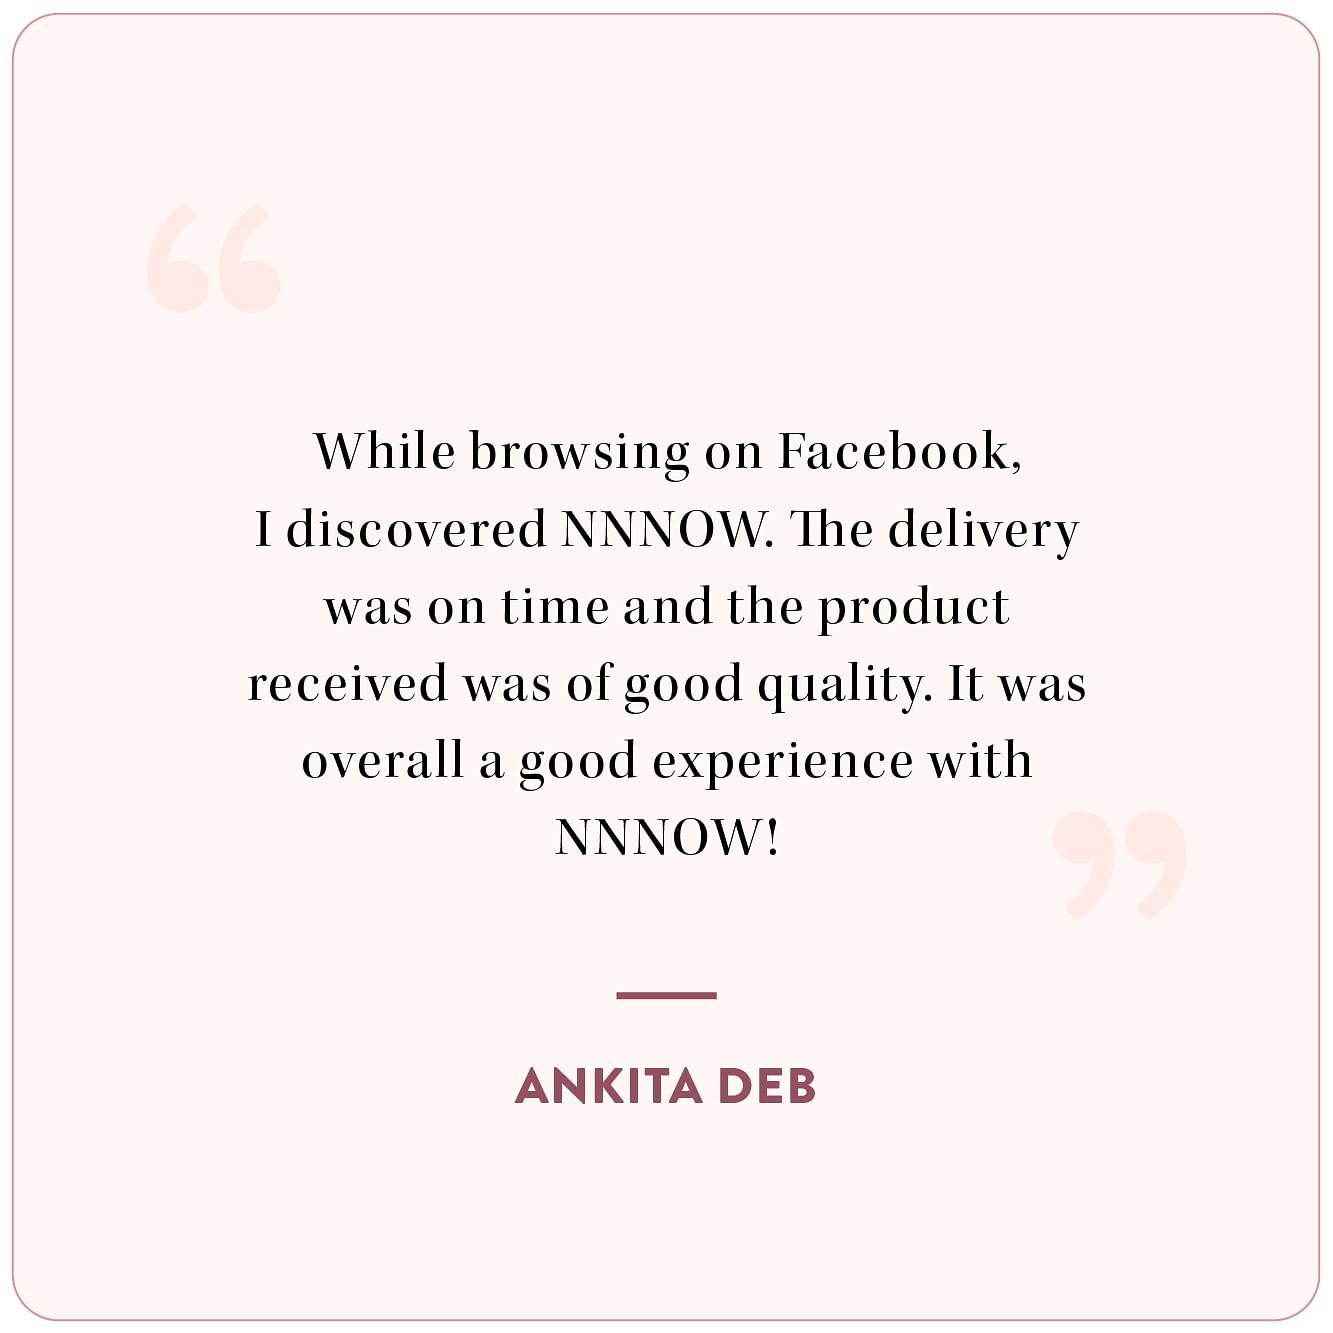 “
While browsing on Facebook,
I discovered NNNOW. The delivery
was on time and the product
received was of good quality. It was
overall a good experience with
NNNOW!
”
ANKITA DEB